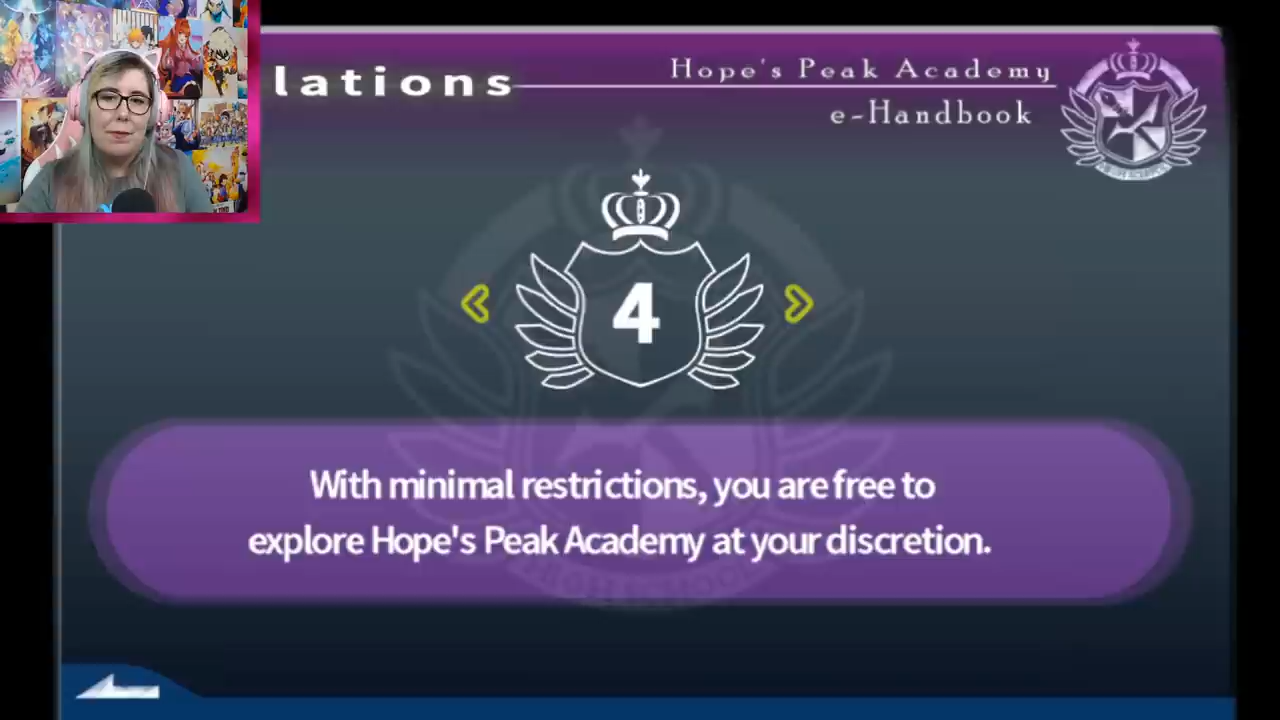 lations
Hope's Peak Academy
e-Handbook
4
With minimal restrictions, you are free to
explore Hope's Peak Academy at your discretion.